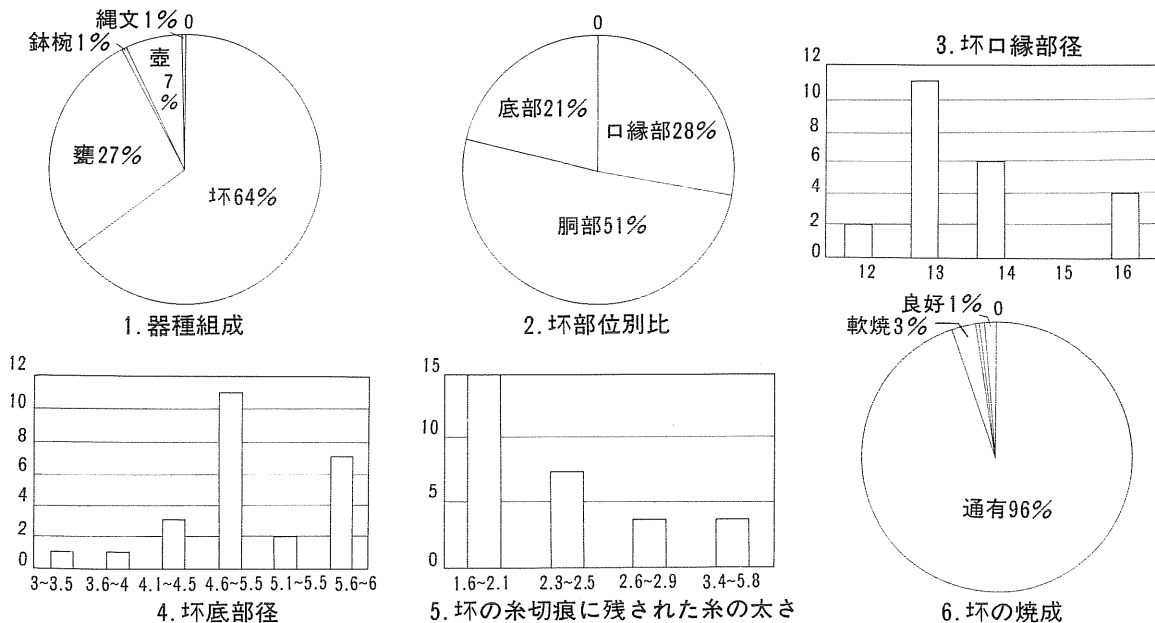 縄文1%
0
鉢椀1%
壺
7
%
甕27%
坏64%
1.器種組成
0
底部21%
口縁部28%
胴部51%
2.坏部位別比
3.坏口縁部径
12
10
8
6
4
2
0
12 13 14 15 16
12
10
8
6
4
2
0
3~3.5 3.6~4 4.1~4.5 4.6~5.5 5.1~5.5 5.6~6
4.坏底部径
15
10
5
0
1.6~2.1 2.3~2.5 2.6~2.9 3.4~5.8
5.坏の糸切痕に残された糸の太さ
良好1%
0
軟焼3%
通有96%
6.坏の焼成